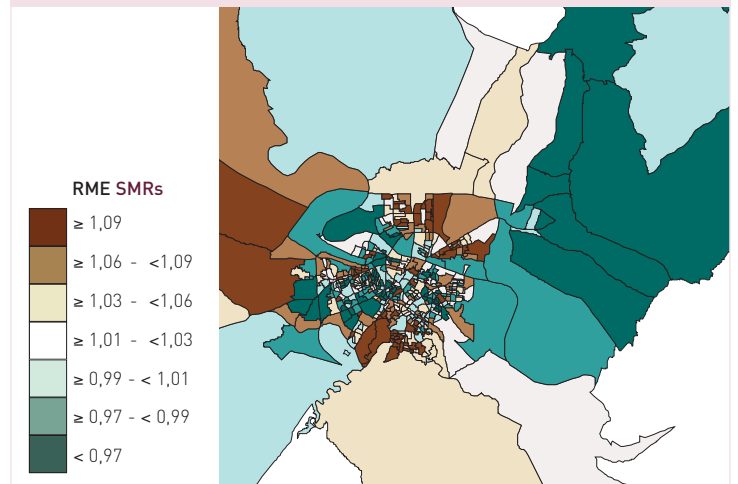 RME SMRs
≥ 1,09
≥ 1,06 - <1,09
≥ 1,03 - <1,06
≥ 1,01 - <1,03
≥ 0,99 - < 1,01
≥ 0,97 - < 0,99
< 0,97